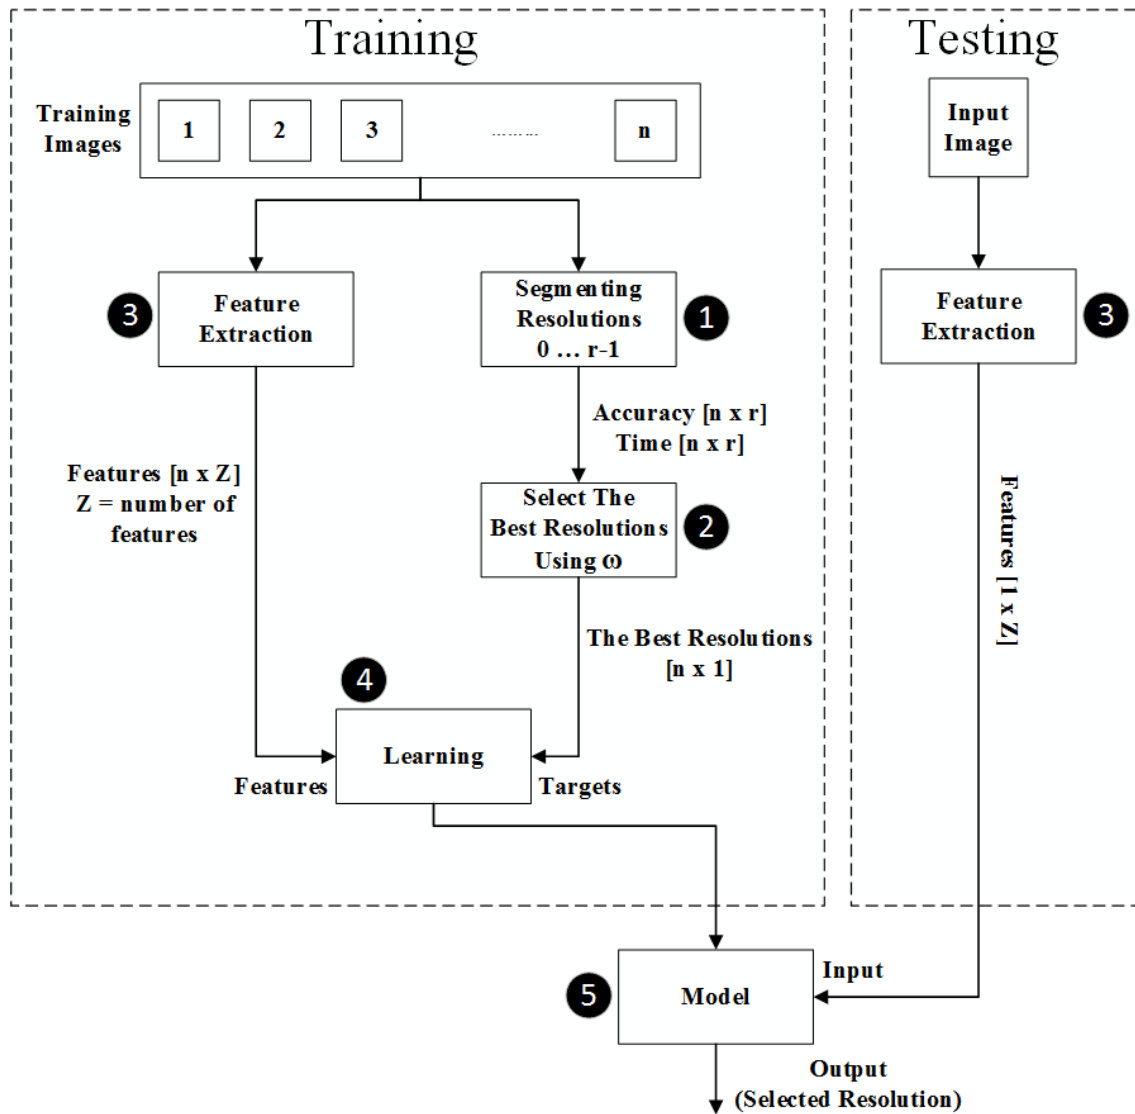 Training
Training
Images
1 2 3 ......... n
3
Feature
Extraction
Segmenting
Resolutions
0 ... r-1
1
Accuracy [n x r]
Time [n x r]
Features [n x Z]
Z = number of
features
Select The
Best Resolutions
Using ω
2
The Best Resolutions
[n x 1]
4
Learning
Features
Targets
Testing
Input
Image
Feature
Extraction
3
Features [1 x Z]
5
Model
Input
Output
(Selected Resolution)